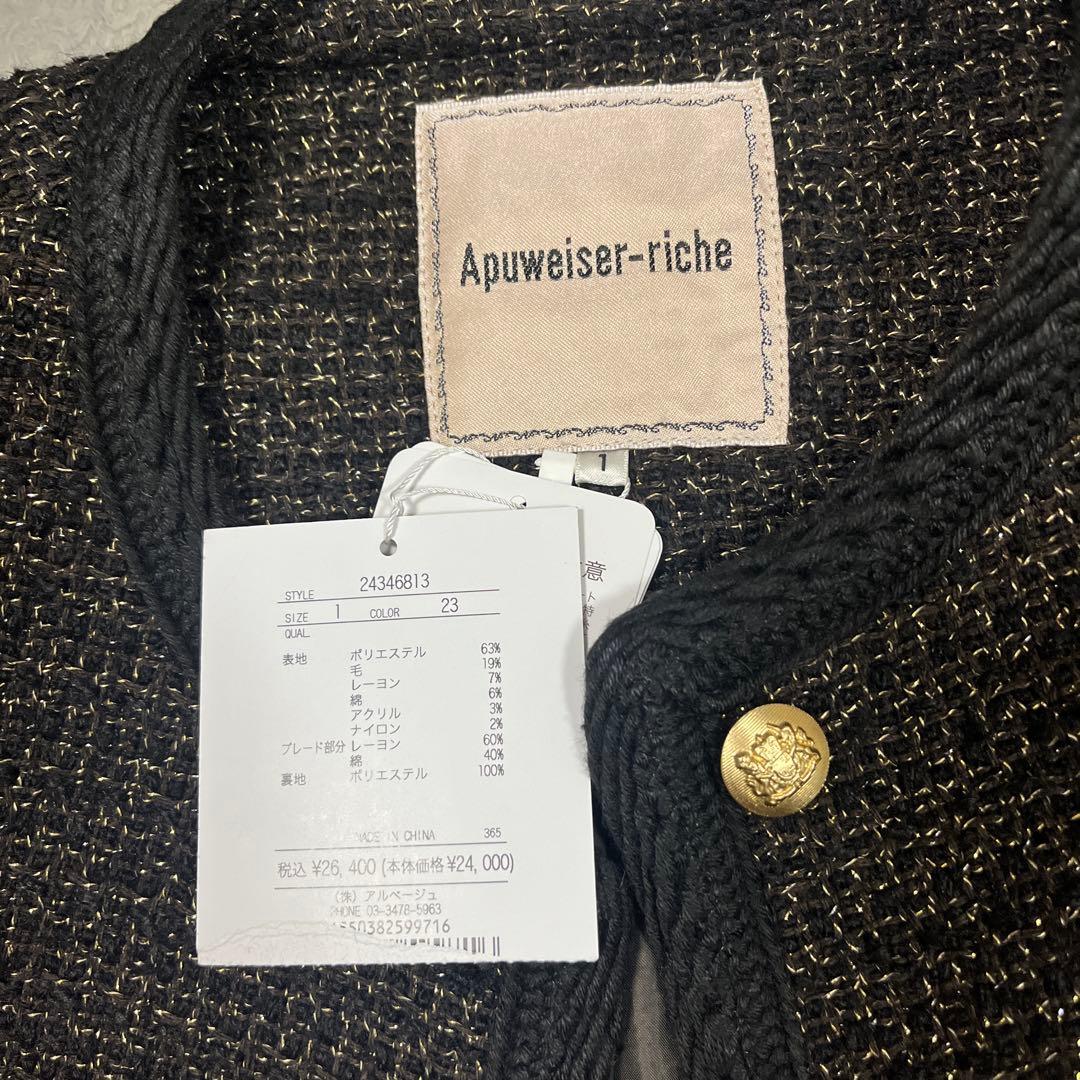 Apuweiser-riche
1
STYLE 24346813
SIZE 1 COLOR 23
QUAL.
表地 ポリエステル 63%
毛 19%
レーヨン 7%
綿 6%
アクリル 3%
ナイロン 2%
ブレード部分 レーヨン 60%
綿 40%
裏地 ポリエステル 100%
MADE IN CHINA 365
税込 ¥26,400 (本体価格 ¥24,000)
(株) アルページュ
PHONE 03-3478-5963
550382599716
意
ト
特